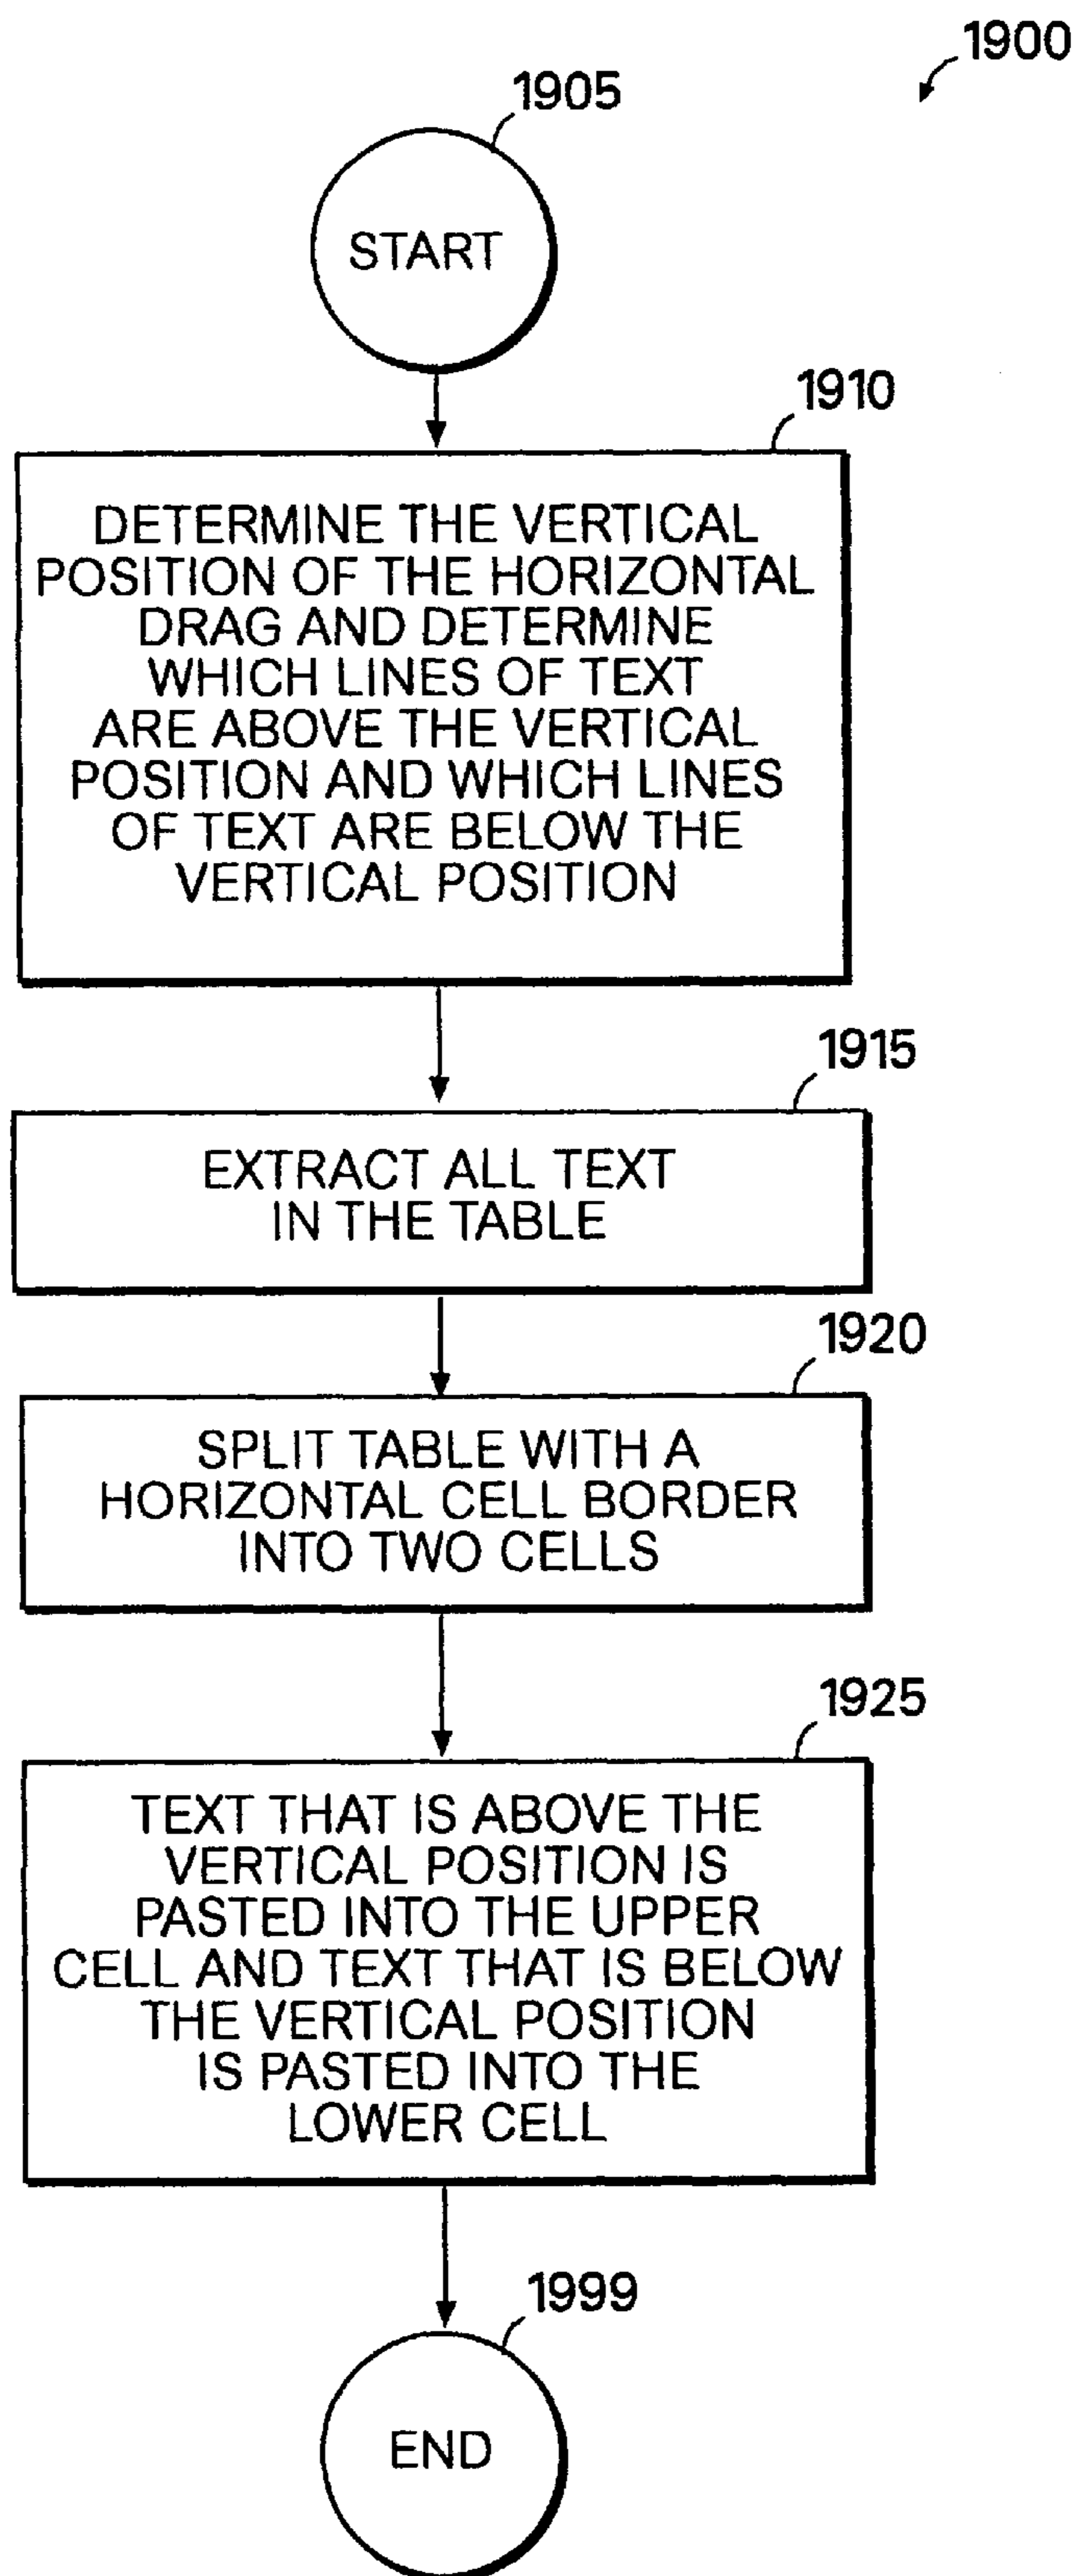 1900
1905
START
1910
DETERMINE THE VERTICAL
POSITION OF THE HORIZONTAL
DRAG AND DETERMINE
WHICH LINES OF TEXT
ARE ABOVE THE VERTICAL
POSITION AND WHICH LINES
OF TEXT ARE BELOW THE
VERTICAL POSITION
1915
EXTRACT ALL TEXT
IN THE TABLE
1920
SPLIT TABLE WITH A
HORIZONTAL CELL BORDER
INTO TWO CELLS
1925
TEXT THAT IS ABOVE THE
VERTICAL POSITION IS
PASTED INTO THE UPPER
CELL AND TEXT THAT IS BELOW
THE VERTICAL POSITION
IS PASTED INTO THE
LOWER CELL
1999
END